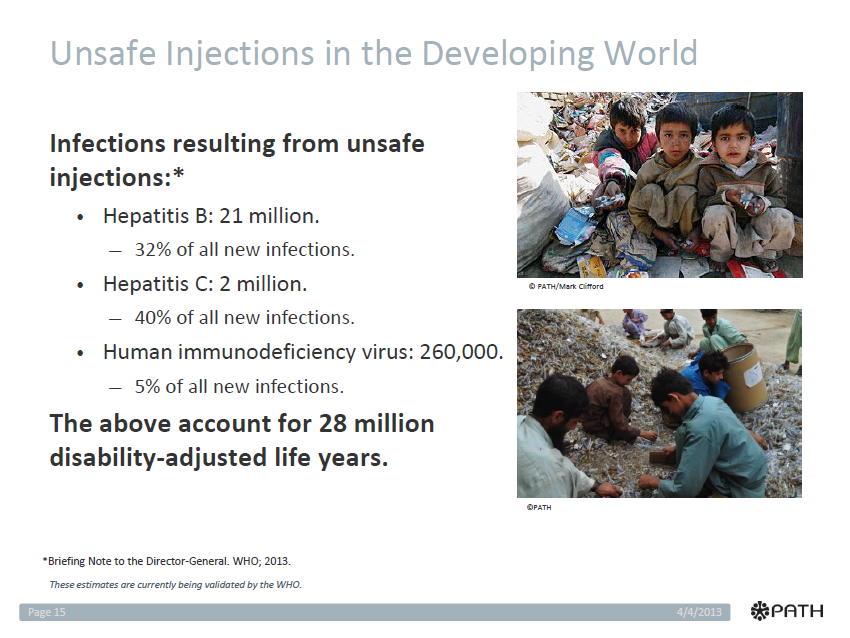 Unsafe Injections in the Developing World
Infections resulting from unsafe
injections:*
• Hepatitis B: 21 million.
– 32% of all new infections.
• Hepatitis C: 2 million.
– 40% of all new infections.
• Human immunodeficiency virus: 260,000.
– 5% of all new infections.
The above account for 28 million
disability-adjusted life years.
© PATH/Mark Clifford
©PATH
*Briefing Note to the Director-General. WHO; 2013.
These estimates are currently being validated by the WHO.
Page 15
4/4/2013
PATH